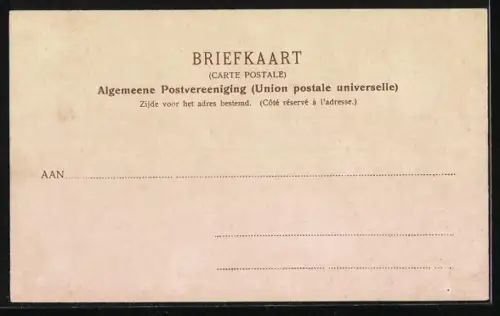 BRIEFKAART
(CARTE POSTALE)
Algemeene Postvereeniging (Union postale universelle)
Zijde voor het adres bestemd. (Côté réservé à l'adresse.)
AAN